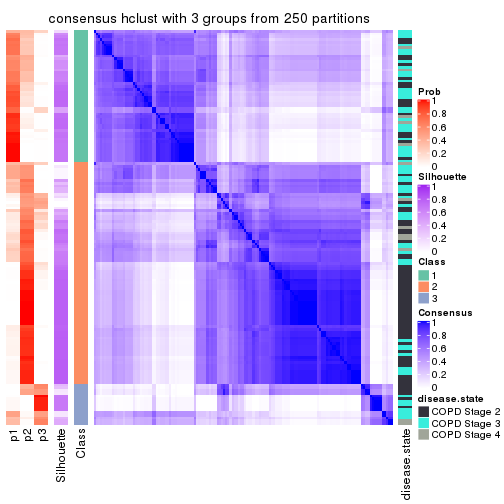 consensus hclust with 3 groups from 250 partitions
Prob
1
0.8
0.6
0.4
0.2
0
Silhouette
1
0.8
0.6
0.4
0.2
0
Class
1
2
3
Consensus
1
0.8
0.6
0.4
0.2
0
disease.state
COPD Stage 2
COPD Stage 3
COPD Stage 4
p1
p2
p3
Silhouette
Class
disease.state